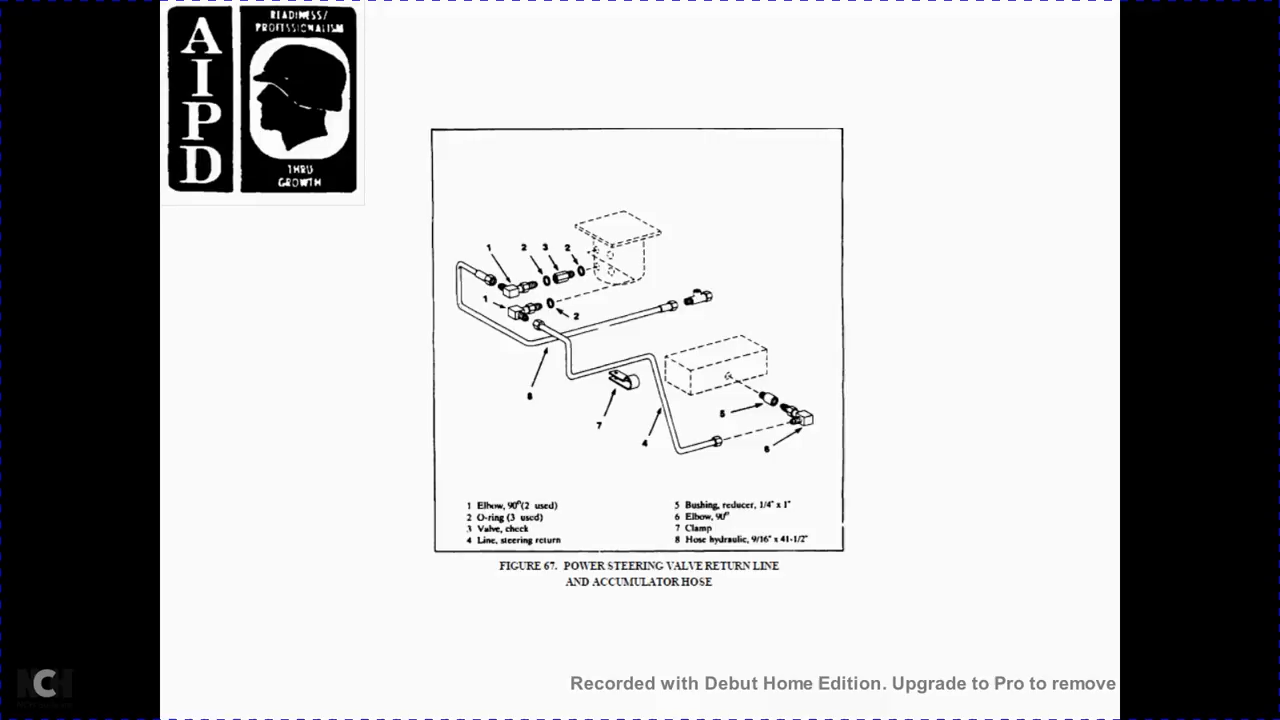 READINESS/
PROFESSIONALISM
A
I
P
D
THRU
GROWTH
1
2
3
2
1
2
8
7
4
5
6
1 Elbow, 90°(2 used)
2 O-ring (3 used)
3 Valve, check
4 Line, steering return
5 Bushing, reducer, 1/4" x 1"
6 Elbow, 90°
7 Clamp
8 Hose hydraulic, 9/16" x 41-1/2"
FIGURE 67. POWER STEERING VALVE RETURN LINE
AND ACCUMULATOR HOSE
NCH
Recorded with Debut Home Edition. Upgrade to Pro to remove